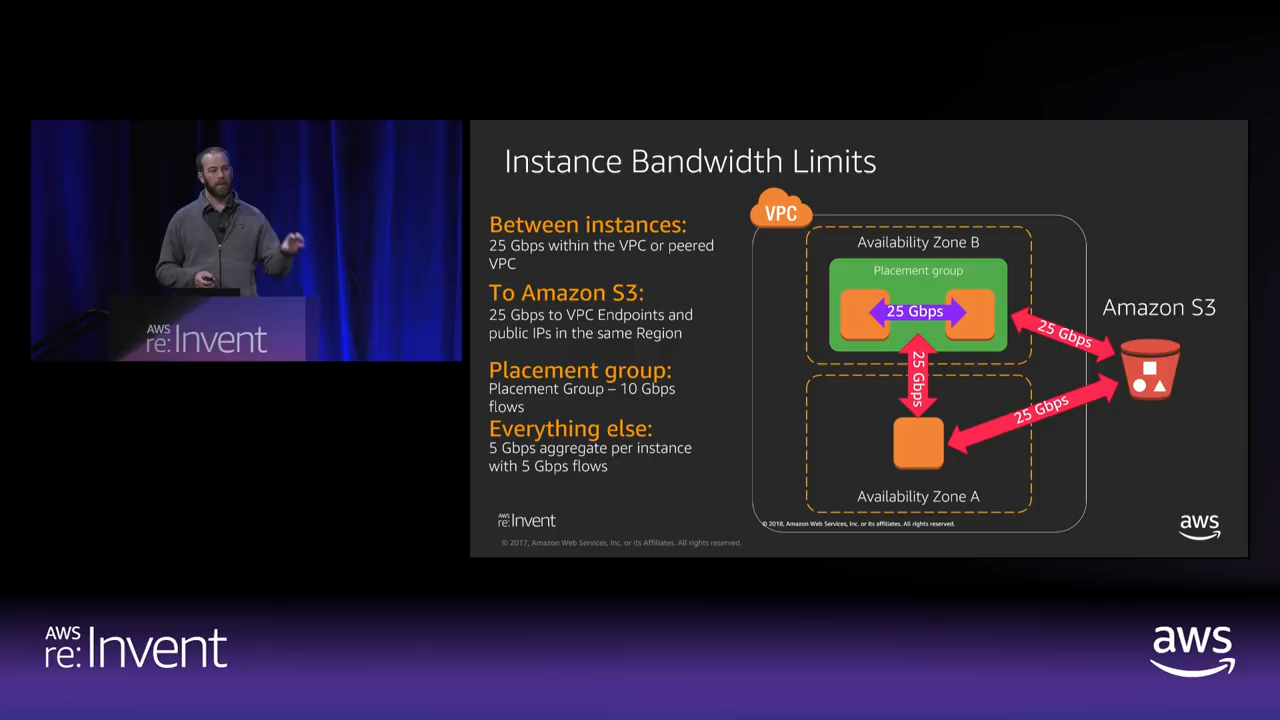 AWS
re:Invent
Instance Bandwidth Limits
Between instances:
25 Gbps within the VPC or peered
VPC
To Amazon S3:
25 Gbps to VPC Endpoints and
public IPs in the same Region
Placement group:
Placement Group – 10 Gbps
flows
Everything else:
5 Gbps aggregate per instance
with 5 Gbps flows
VPC
Availability Zone B
Placement group
25 Gbps
25 Gbps
25 Gbps
25 Gbps
Amazon S3
Availability Zone A
© 2018, Amazon Web Services, Inc. or its affiliates. All rights reserved.
AWS
re:Invent
© 2017, Amazon Web Services, Inc. or its Affiliates. All rights reserved.
aws
AWS
re:Invent
aws